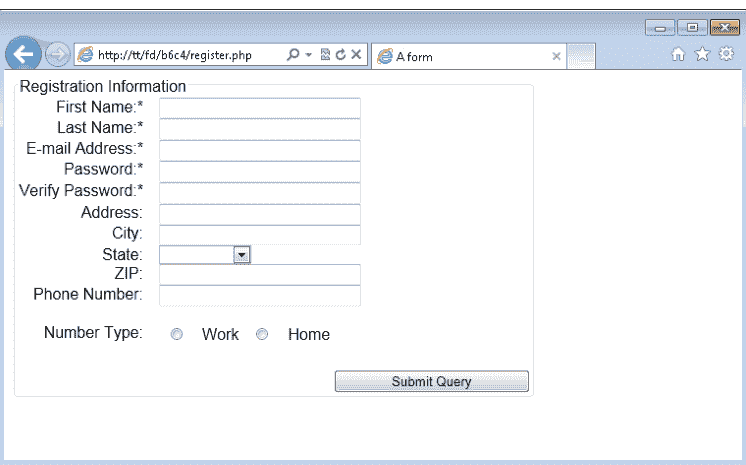 http://tt/fd/b6c4/register.php
A form
Registration Information
First Name:*
Last Name:*
E-mail Address:*
Password:*
Verify Password:*
Address:
City:
State:
ZIP:
Phone Number:
Number Type: Work Home
Submit Query